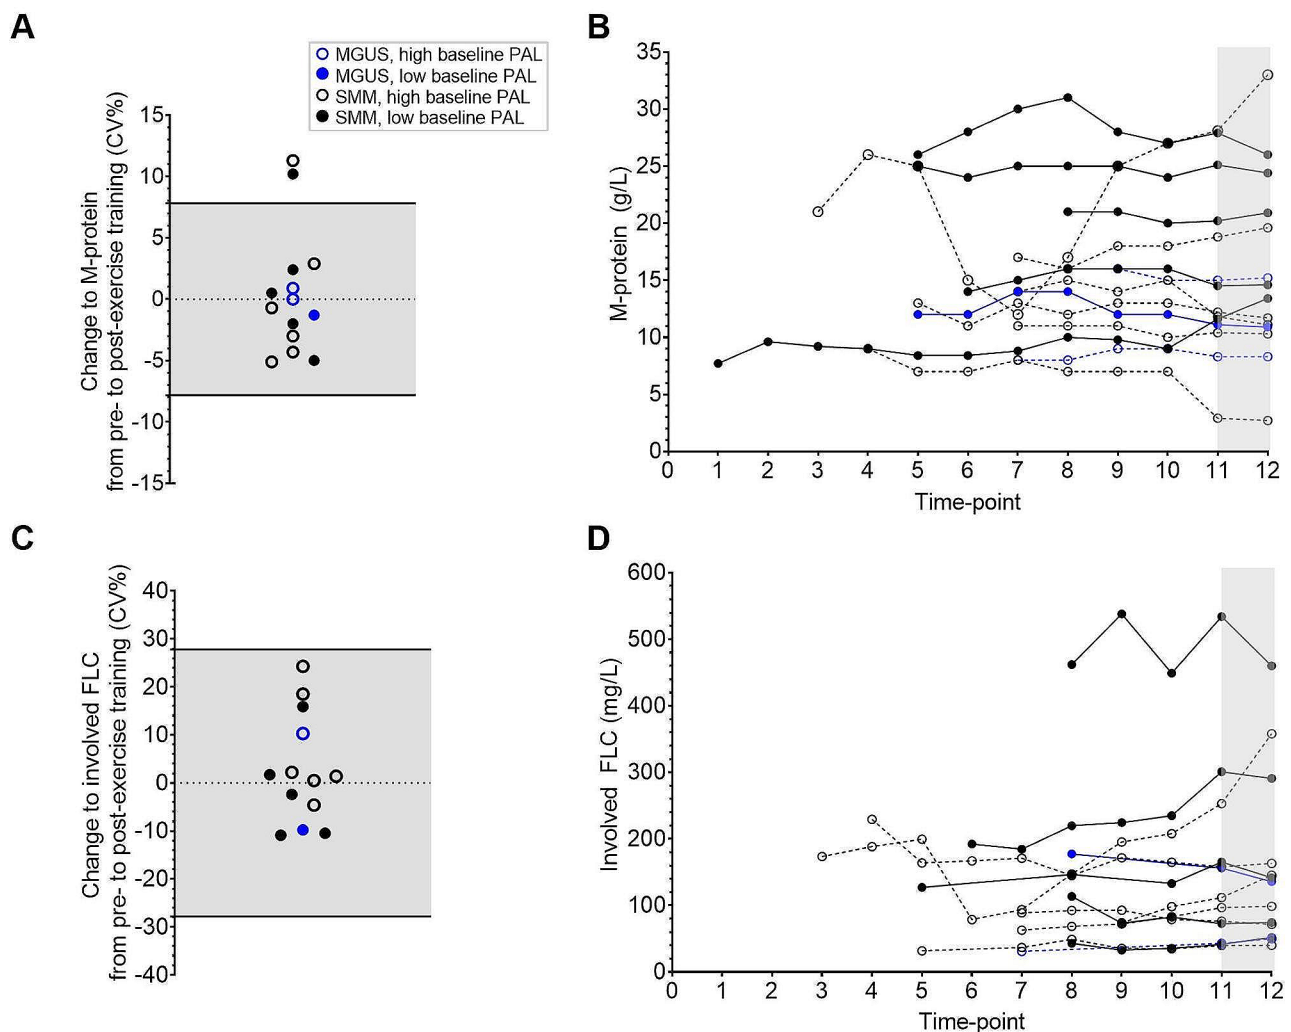 A
MGUS, high baseline PAL
MGUS, low baseline PAL
SMM, high baseline PAL
SMM, low baseline PAL
Change to M-protein
from pre- to post-exercise training (CV%)
15
10
5
0
-5
-10
-15
B
M-protein (g/L)
35
30
25
20
15
10
5
0
0 1 2 3 4 5 6 7 8 9 10 11 12
Time-point
C
Change to involved FLC
from pre- to post-exercise training (CV%)
40
30
20
10
0
-10
-20
-30
-40
D
Involved FLC (mg/L)
600
500
400
300
200
100
0
0 1 2 3 4 5 6 7 8 9 10 11 12
Time-point